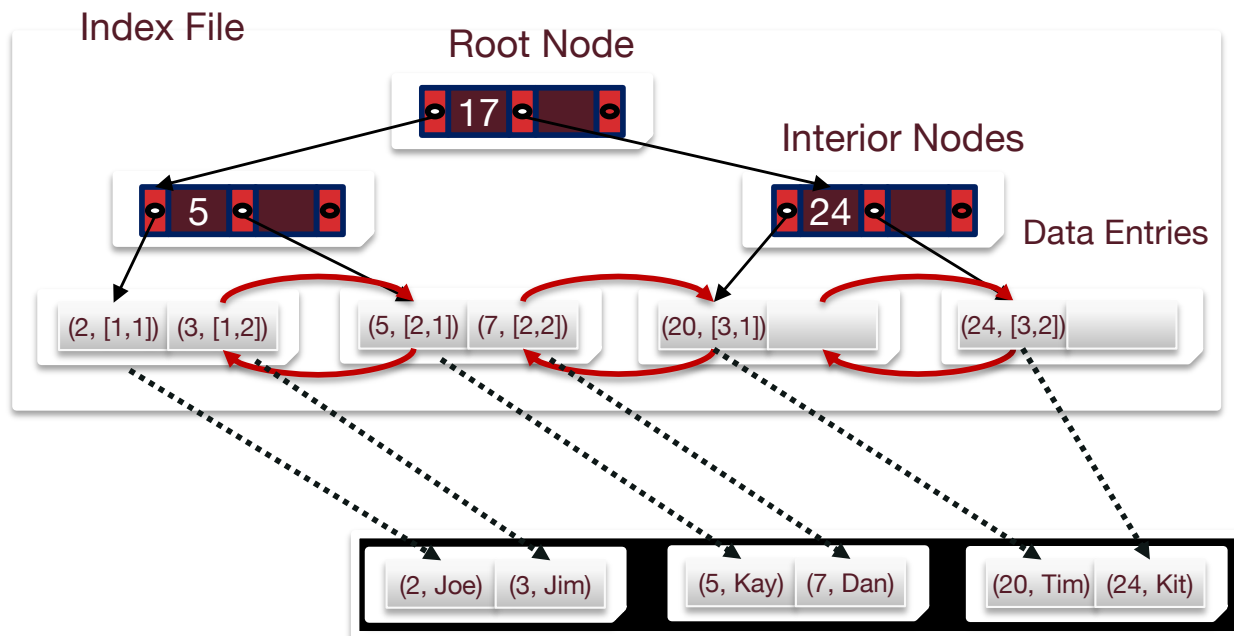 Index File
Root Node
17
Interior Nodes
5
24
Data Entries
(2, [1,1]) (3, [1,2]) (5, [2,1]) (7, [2,2]) (20, [3,1]) (24, [3,2])
(2, Joe) (3, Jim) (5, Kay) (7, Dan) (20, Tim) (24, Kit)